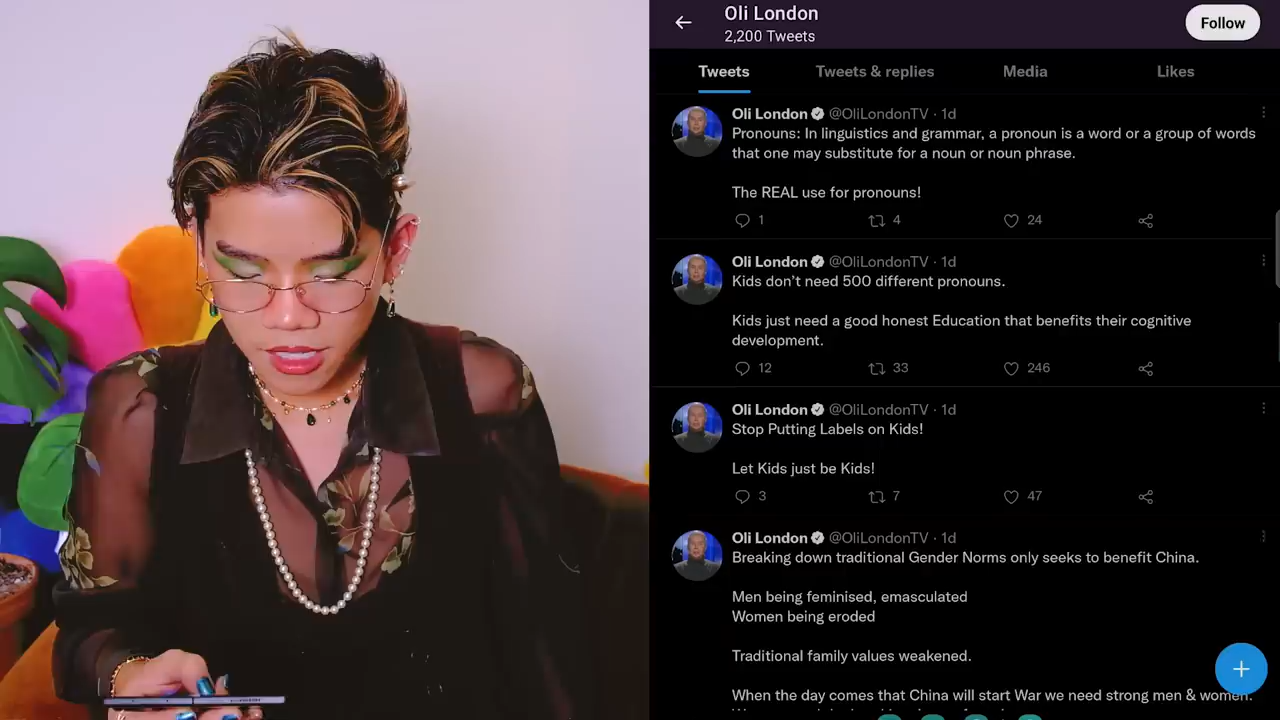 Oli London
2,200 Tweets
Follow
Tweets
Tweets & replies
Media
Likes
Oli London @OliLondonTV · 1d
Pronouns: In linguistics and grammar, a pronoun is a word or a group of words
that one may substitute for a noun or noun phrase.
The REAL use for pronouns!
1 4 24
Oli London @OliLondonTV · 1d
Kids don't need 500 different pronouns.
Kids just need a good honest Education that benefits their cognitive
development.
12 33 246
Oli London @OliLondonTV · 1d
Stop Putting Labels on Kids!
Let Kids just be Kids!
3 7 47
Oli London @OliLondonTV · 1d
Breaking down traditional Gender Norms only seeks to benefit China.
Men being feminised, emasculated
Women being eroded
Traditional family values weakened.
When the day comes that China will start War we need strong men & women.